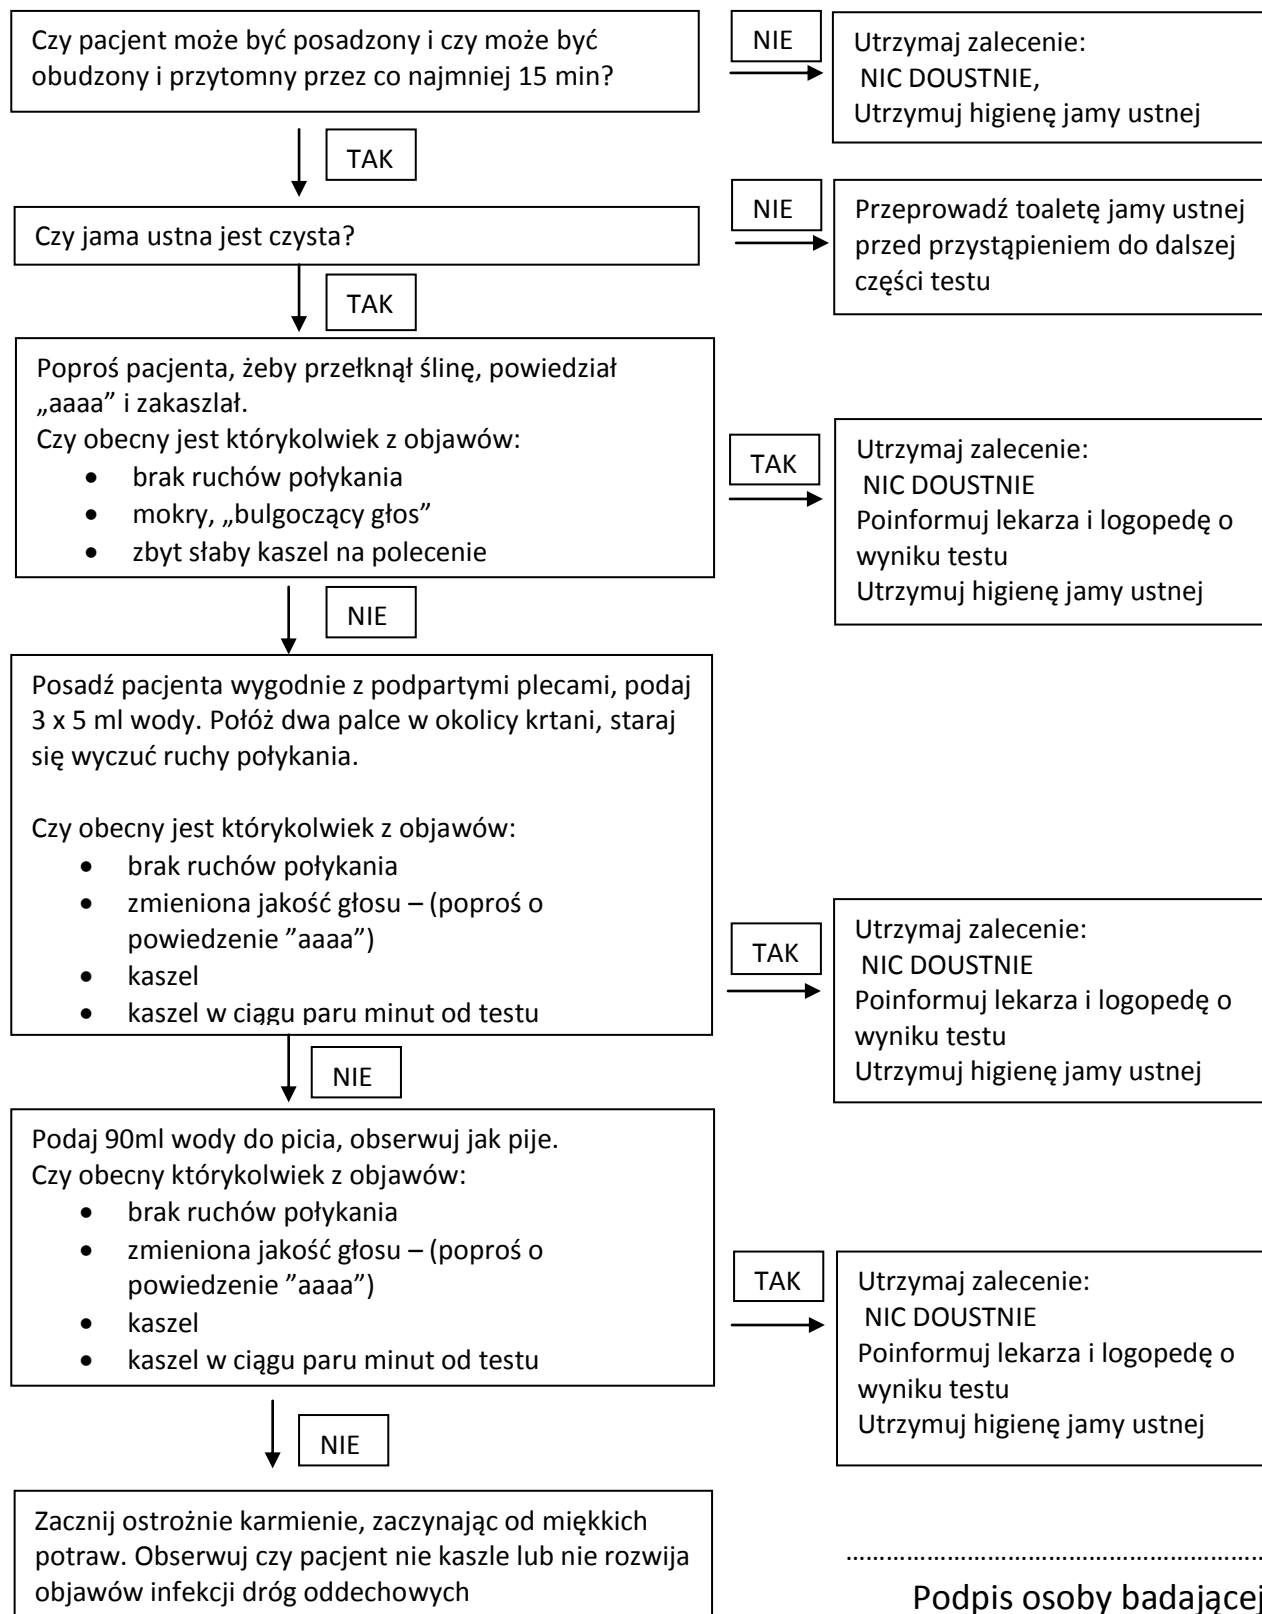 Czy pacjent może być posadzony i czy może być
obudzony i przytomny przez co najmniej 15 min?
NIE
Utrzymaj zalecenie:
NIC DOUSTNIE,
Utrzymuj higienę jamy ustnej
TAK
Czy jama ustna jest czysta?
NIE
Przeprowadź toaletę jamy ustnej
przed przystąpieniem do dalszej
części testu
TAK
Poproś pacjenta, żeby przełknął ślinę, powiedział
„aaaa” i zakaszlał.
Czy obecny jest którykolwiek z objawów:
• brak ruchów połykania
• mokry, „bulgoczący głos”
• zbyt słaby kaszel na polecenie
TAK
Utrzymaj zalecenie:
NIC DOUSTNIE
Poinformuj lekarza i logopedę o
wyniku testu
Utrzymuj higienę jamy ustnej
NIE
Posadź pacjenta wygodnie z podpartymi plecami, podaj
3 x 5 ml wody. Połóż dwa palce w okolicy krtani, staraj
się wyczuć ruchy połykania.
Czy obecny jest którykolwiek z objawów:
• brak ruchów połykania
• zmieniona jakość głosu – (poproś o
powiedzenie ”aaaa”)
• kaszel
• kaszel w ciągu paru minut od testu
TAK
Utrzymaj zalecenie:
NIC DOUSTNIE
Poinformuj lekarza i logopedę o
wyniku testu
Utrzymuj higienę jamy ustnej
NIE
Podaj 90ml wody do picia, obserwuj jak pije.
Czy obecny którykolwiek z objawów:
• brak ruchów połykania
• zmieniona jakość głosu – (poproś o
powiedzenie ”aaaa”)
• kaszel
• kaszel w ciągu paru minut od testu
TAK
Utrzymaj zalecenie:
NIC DOUSTNIE
Poinformuj lekarza i logopedę o
wyniku testu
Utrzymuj higienę jamy ustnej
NIE
Zacznij ostrożnie karmienie, zaczynając od miękkich
potraw. Obserwuj czy pacjent nie kaszle lub nie rozwija
objawów infekcji dróg oddechowych
………………………………………………………
Podpis osoby badającej